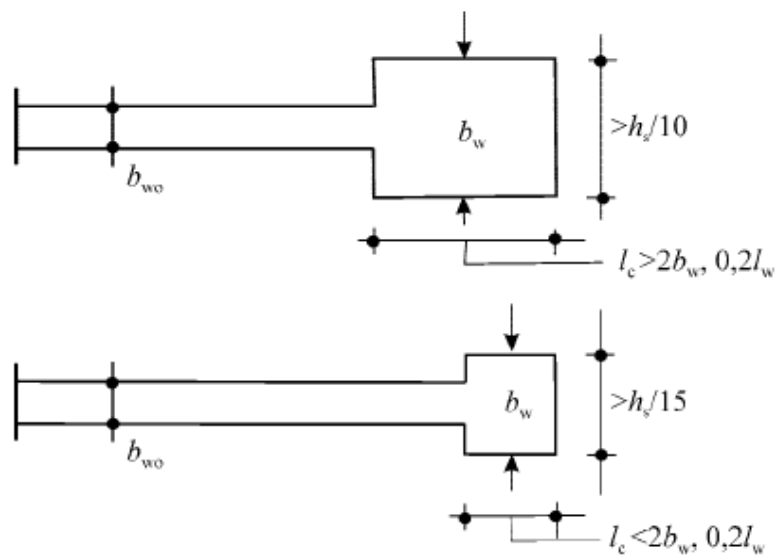 b_w
>h_s/10
b_wo
l_c>2b_w, 0,2l_w
b_w
>h_s/15
b_wo
l_c<2b_w, 0,2l_w